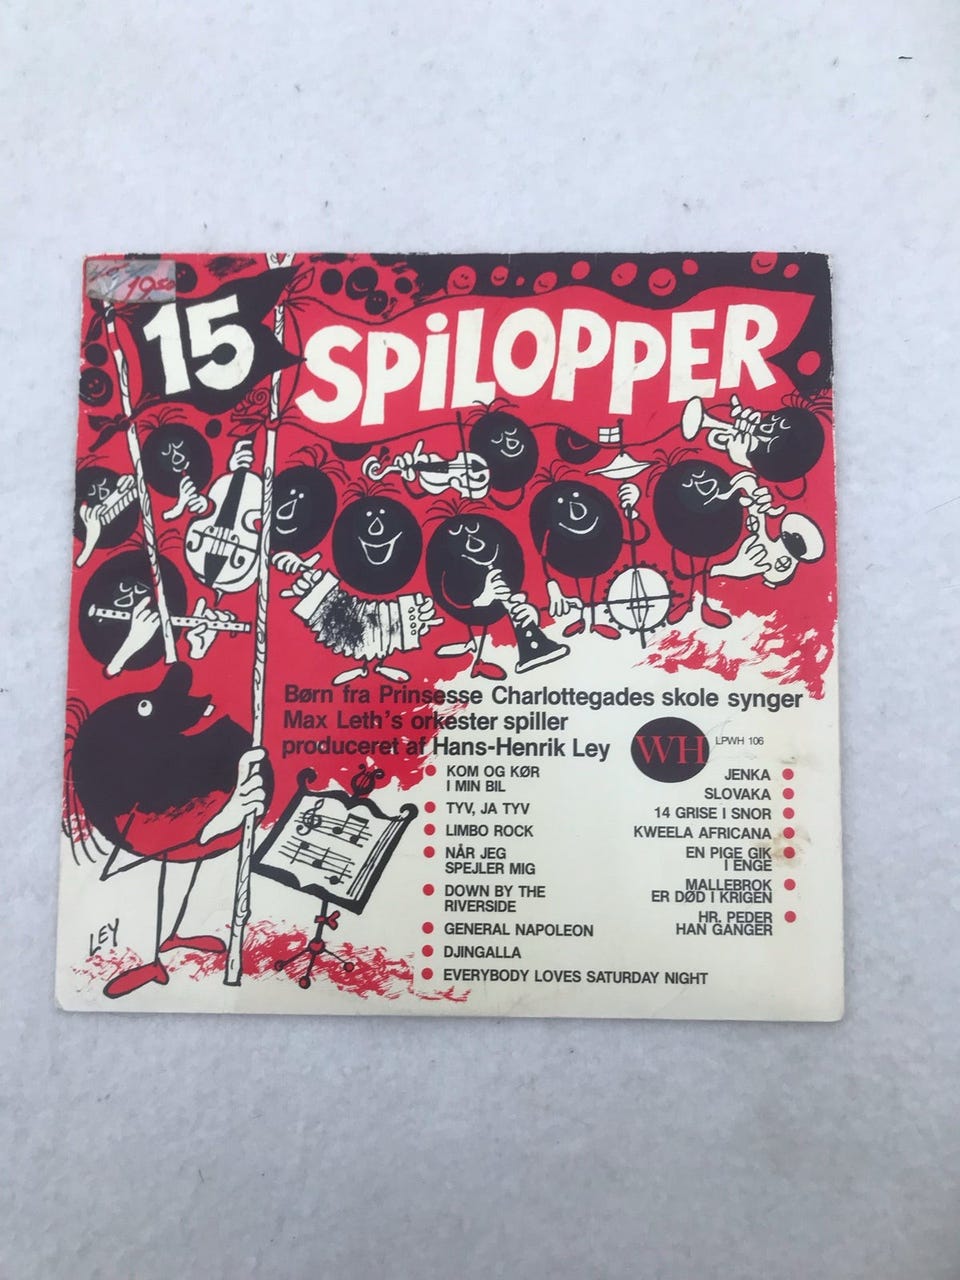 19.50
15 SPiLOPPER
Børn fra Prinsesse Charlottegades skole synger
Max Leth's orkester spiller
produceret af Hans-Henrik Ley
WH
LPWH 106
KOM OG KØR
I MIN BIL
TYV, JA TYV
LIMBO ROCK
NÅR JEG
SPEJLER MIG
DOWN BY THE
RIVERSIDE
GENERAL NAPOLEON
DJINGALLA
EVERYBODY LOVES SATURDAY NIGHT
JENKA
SLOVAKA
14 GRISE I SNOR
KWEELA AFRICANA
EN PIGE GIK
I ENGE
MALLEBROK
ER DØD I KRIGEN
HR. PEDER
HAN GANGER
LEY